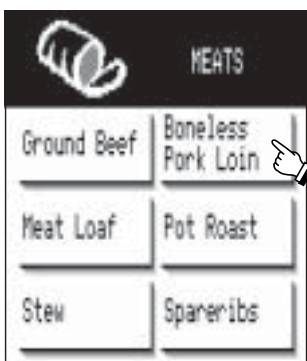 MEATS
Ground Beef
Boneless
Pork Loin
Meat Loaf
Pot Roast
Stew
Spareribs